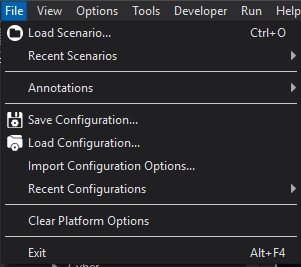 File View Options Tools Developer Run Help
Load Scenario... Ctrl+O
Recent Scenarios
Annotations
Save Configuration...
Load Configuration...
Import Configuration Options...
Recent Configurations
Clear Platform Options
Exit Alt+F4